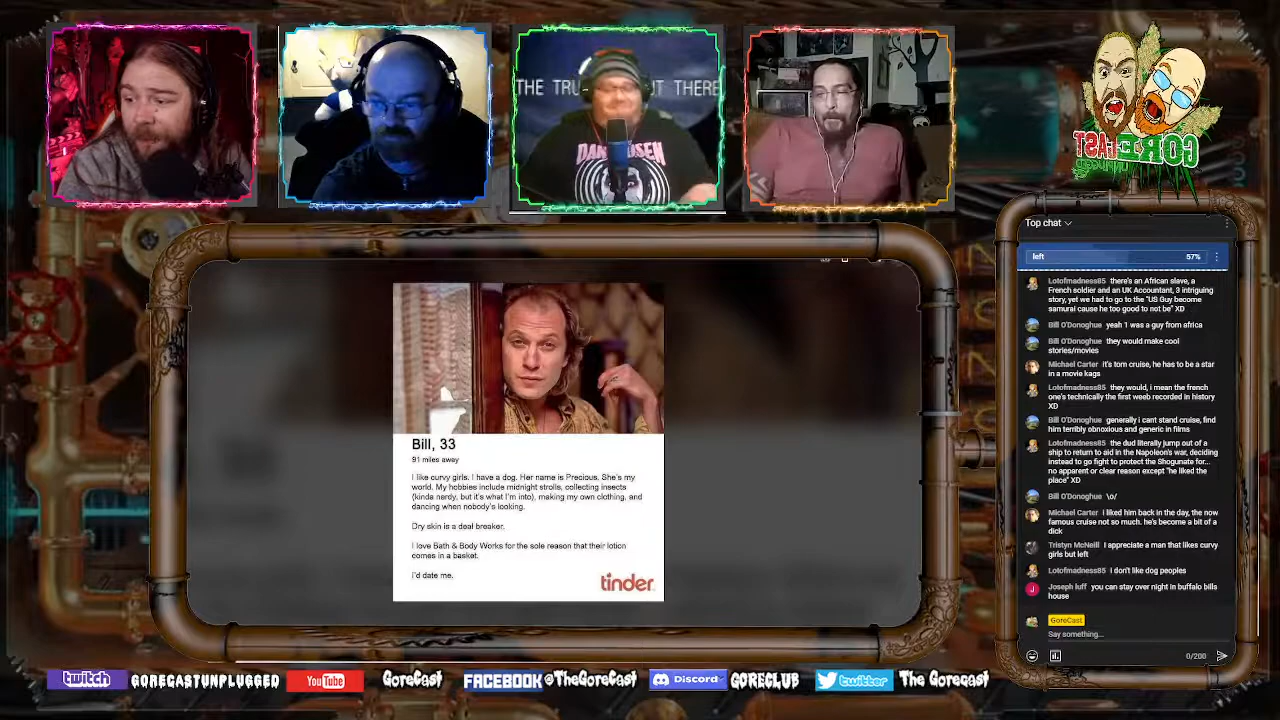 THE TRU
T THERE
Top chat
left
57%
Lotofmadness85 there's an African slave, a
French soldier and an UK Accountant, 3 intriguing
story, yet we had to go to the "US Guy become
samurai cause he too good to not be" XD
Bill O'Donoghue yeah 1 was a guy from africa
Bill O'Donoghue they would make cool
stories/movies
Michael Carter it's tom cruise, he has to be a star
in a movie kags
Lotofmadness85 they would, i mean the french
one's technically the first weeb recorded in history
XD
Bill O'Donoghue generally i cant stand cruise, find
him terribly obnoxious and generic in films
Lotofmadness85 the dud literally jump out of a
ship to return to aid in the Napoleon's war, deciding
instead to go fight to protect the Shogunate for...
no apparent or clear reason except "he liked the
place" XD
Bill O'Donoghue \o/
Michael Carter I liked him back in the day, the now
famous cruise not so much. he's become a bit of a
dick
Tristyn McNeill I appreciate a man that likes curvy
girls but left
Lotofmadness85 i don't like dog peoples
Joseph luff you can stay over night in buffalo bills
house
GoreCast
Say something...
0/200
Bill, 33
91 miles away
I like curvy girls. I have a dog. Her name is Precious. She's my
world. My hobbies include midnight strolls, collecting insects
(kinda nerdy, but it's what I'm into), making my own clothing, and
dancing when nobody's looking.
Dry skin is a deal breaker.
I love Bath & Body Works for the sole reason that their lotion
comes in a basket.
I'd date me.
tinder
twitch GORECASTUNPLUGGED YouTube GoreCast FACEBOOK @TheGoreCast Discord GORECLUB twitter The Gorecast